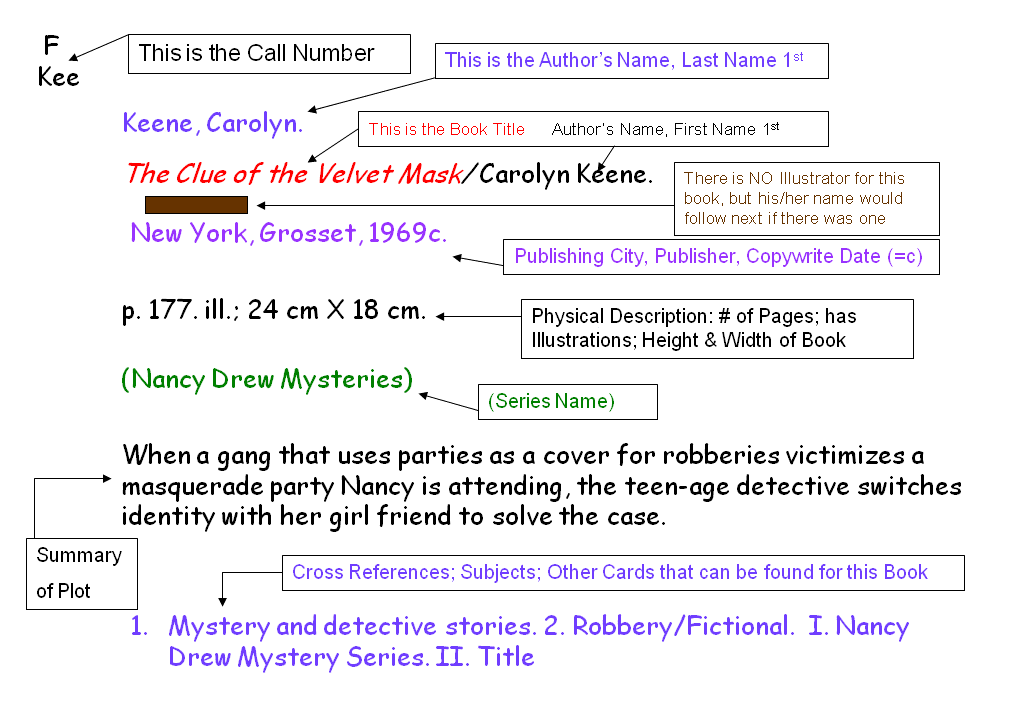 F
This is the Call Number
Kee
This is the Author's Name, Last Name 1st
Keene, Carolyn.
This is the Book Title Author's Name, First Name 1st
The Clue of the Velvet Mask/Carolyn Keene.
There is NO Illustrator for this
book, but his/her name would
follow next if there was one
New York, Grosset, 1969c.
Publishing City, Publisher, Copywrite Date (=c)
p. 177. ill.; 24 cm X 18 cm.
Physical Description: # of Pages; has
Illustrations; Height & Width of Book
(Nancy Drew Mysteries)
(Series Name)
When a gang that uses parties as a cover for robberies victimizes a
masquerade party Nancy is attending, the teen-age detective switches
identity with her girl friend to solve the case.
Summary
of Plot
Cross References; Subjects; Other Cards that can be found for this Book
1. Mystery and detective stories. 2. Robbery/Fictional. I. Nancy
Drew Mystery Series. II. Title